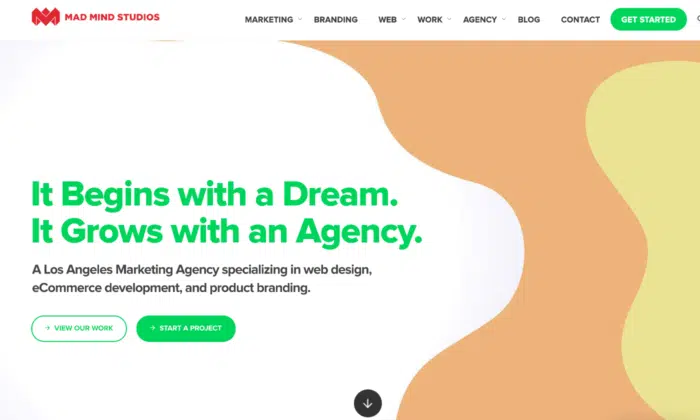 MAD MIND STUDIOS
MARKETING BRANDING WEB WORK AGENCY BLOG CONTACT GET STARTED
It Begins with a Dream.
It Grows with an Agency.
A Los Angeles Marketing Agency specializing in web design,
eCommerce development, and product branding.
VIEW OUR WORK START A PROJECT